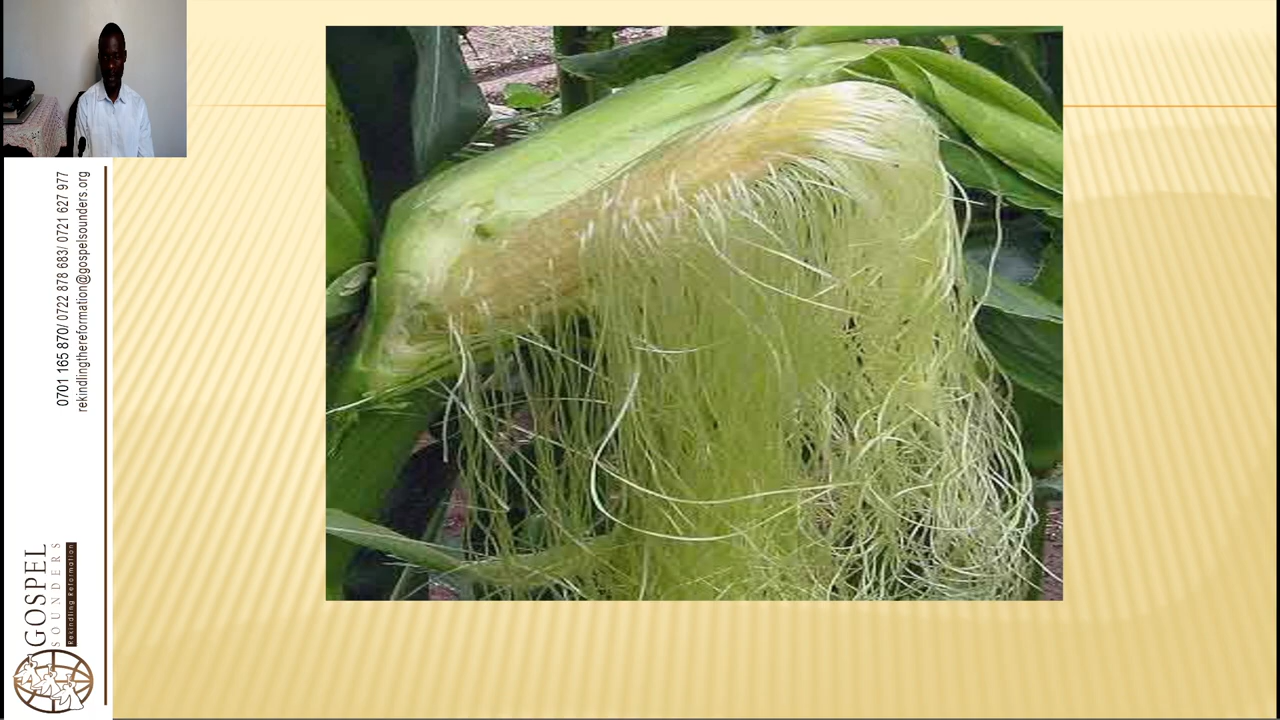 0701 165 870/ 0722 878 683/ 0721 627 977
rekindlingthereformation@gospelsounders.org
GOSPEL
SOUNDERS
Rekindling Reformation